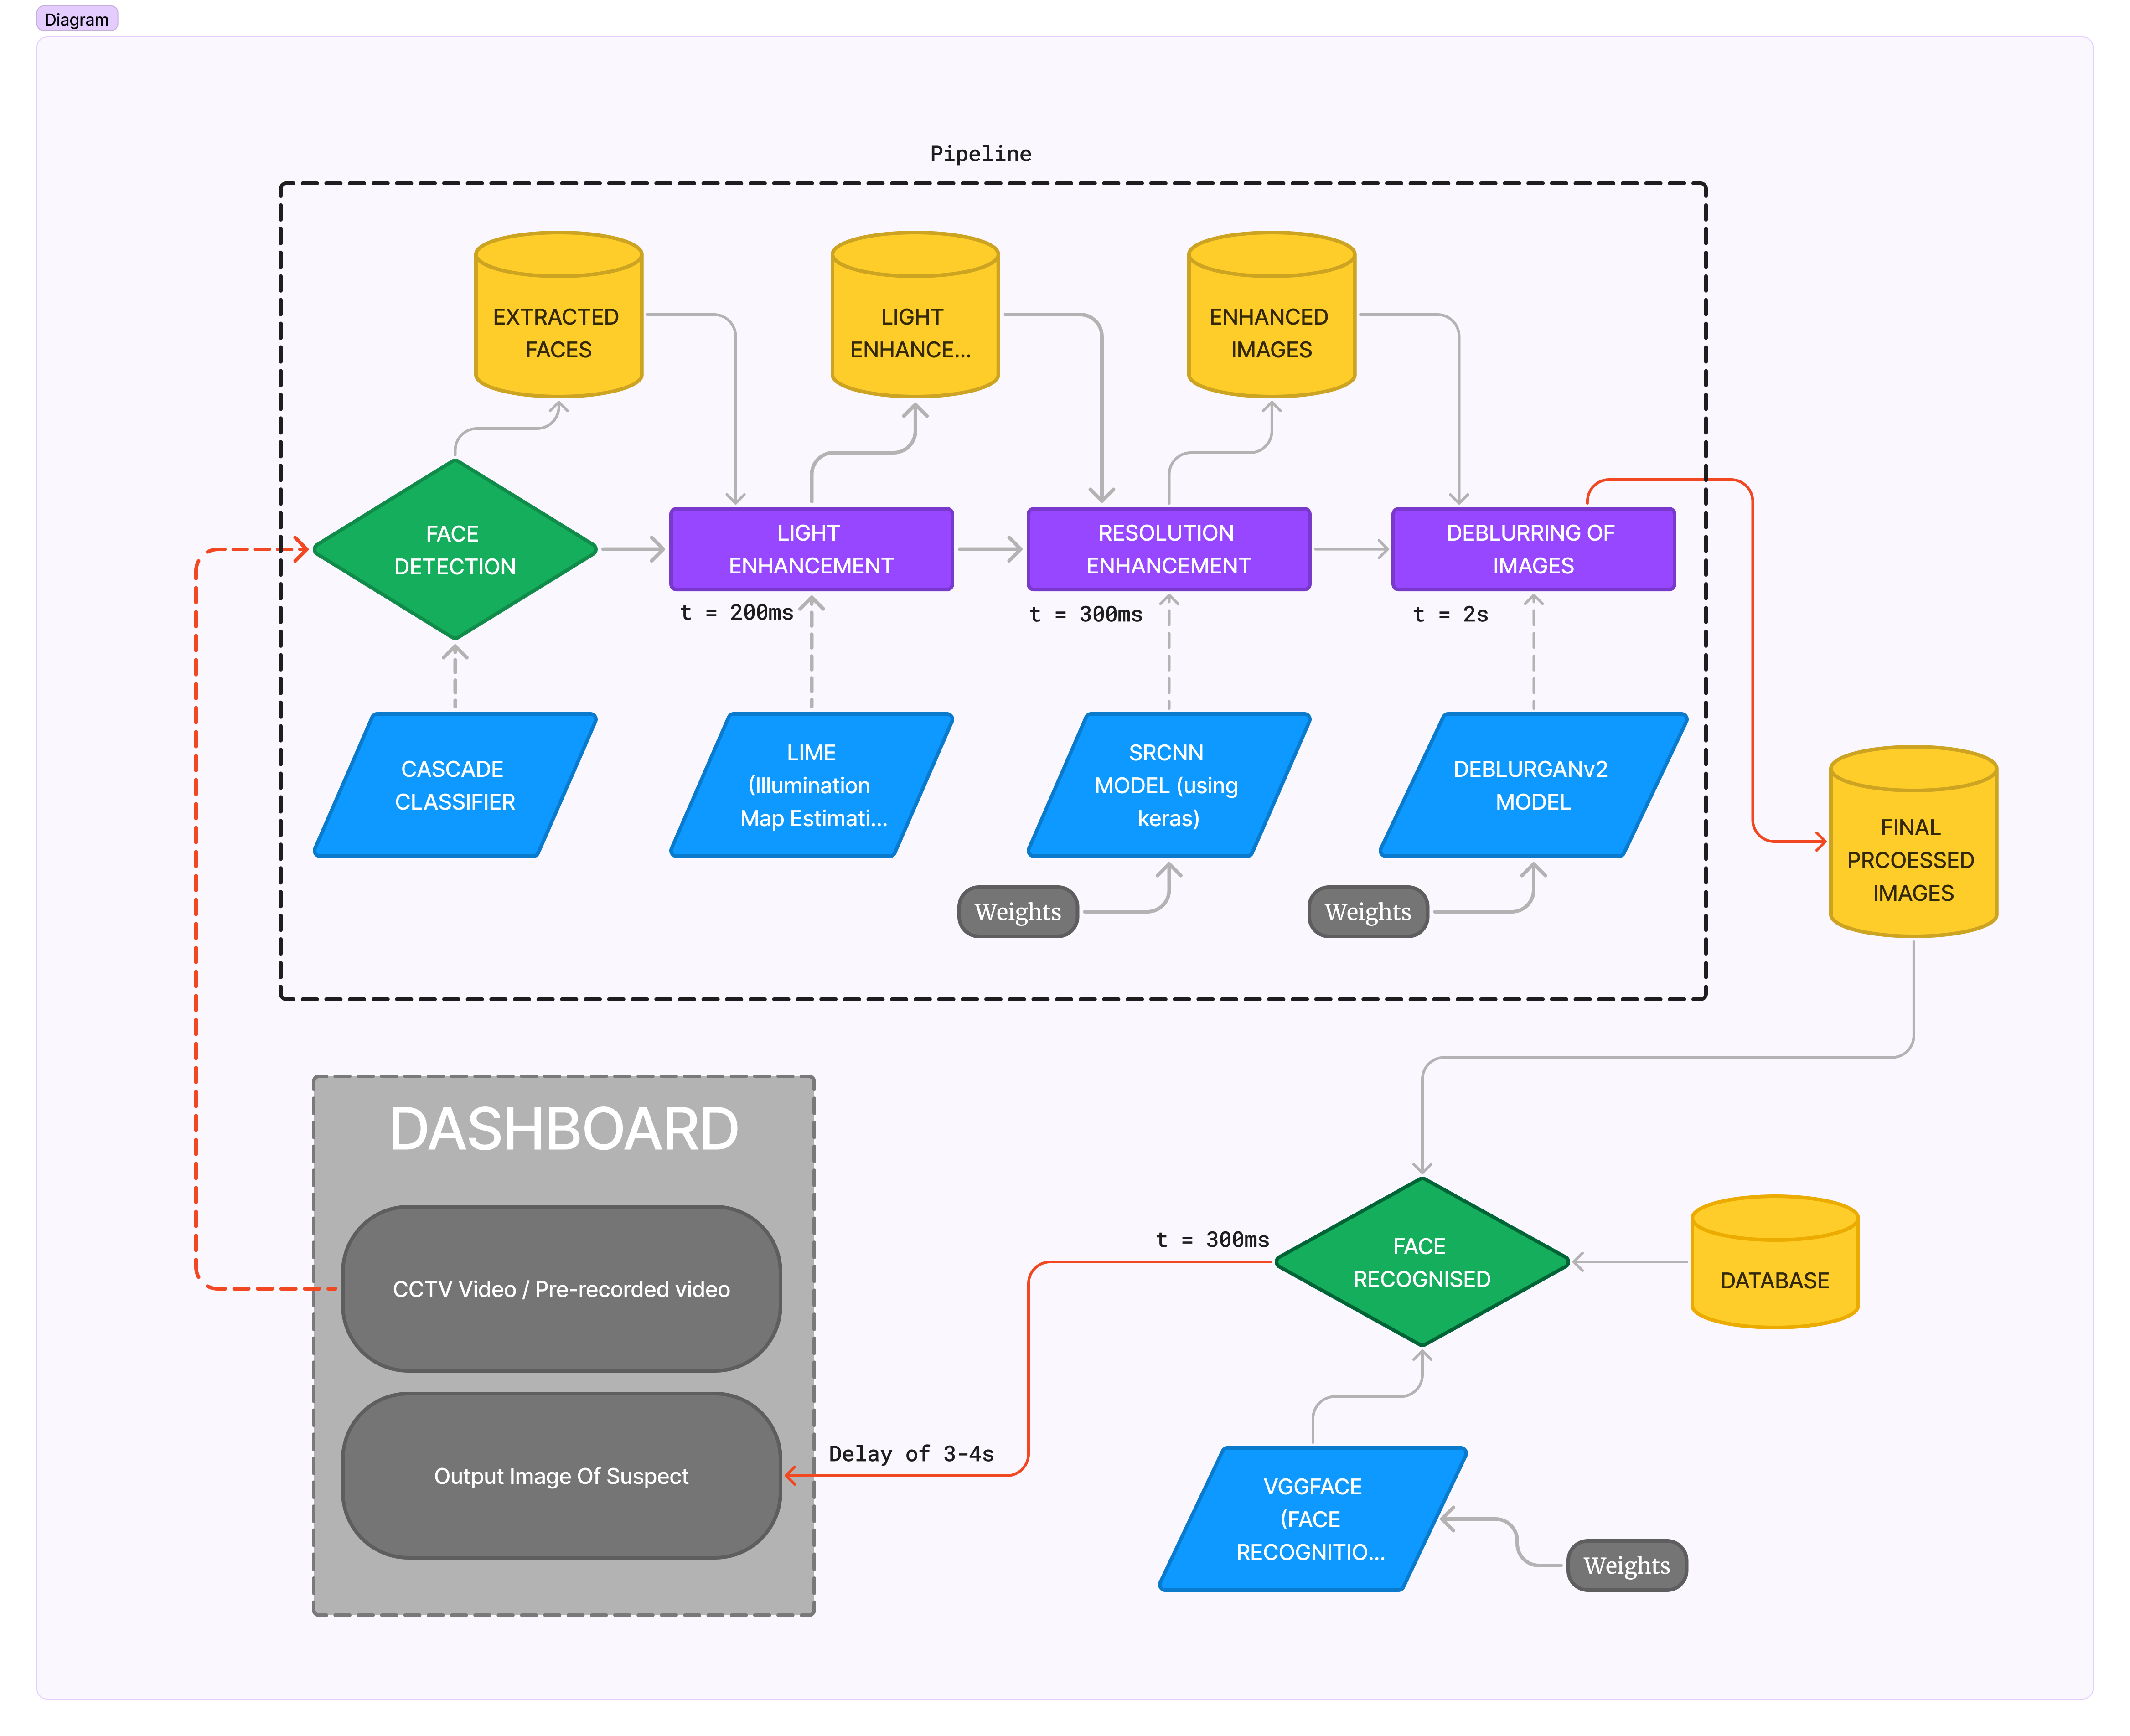 Diagram
Pipeline
EXTRACTED
FACES
LIGHT
ENHANCE...
ENHANCED
IMAGES
FACE
DETECTION
LIGHT
ENHANCEMENT
RESOLUTION
ENHANCEMENT
DEBLURRING OF
IMAGES
t = 200ms
t = 300ms
t = 2s
CASCADE
CLASSIFIER
LIME
(Illumination
Map Estimati...
SRCNN
MODEL (using
keras)
DEBLURGANv2
MODEL
FINAL
PRCOESSED
IMAGES
Weights
Weights
DASHBOARD
CCTV Video / Pre-recorded video
Output Image Of Suspect
t = 300ms
FACE
RECOGNISED
DATABASE
Delay of 3-4s
VGGFACE
(FACE
RECOGNITIO...
Weights